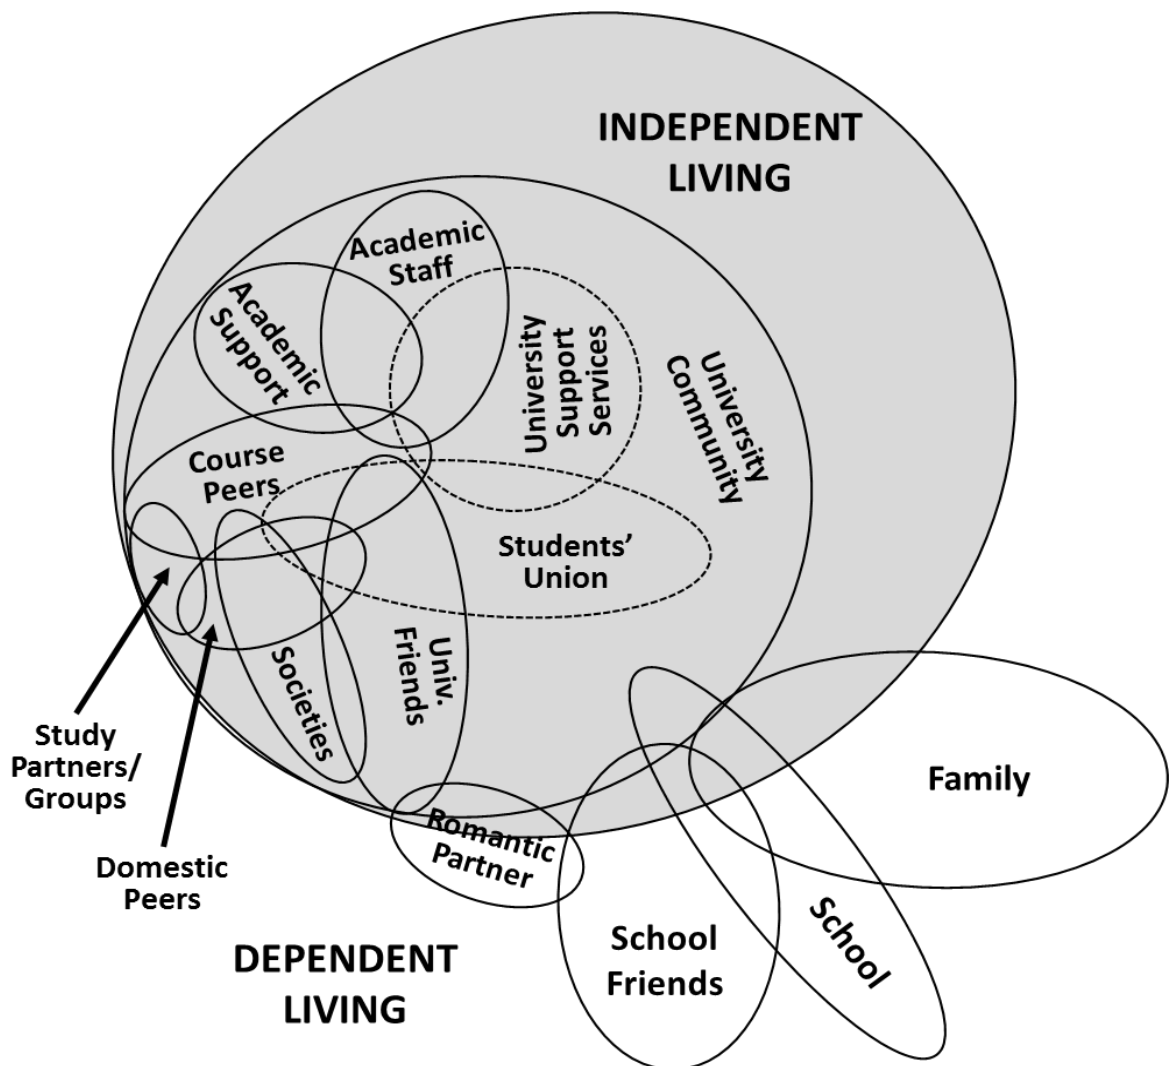 INDEPENDENT
LIVING
Academic
Staff
Academic
Support
University
Support
Services
University
Community
Course
Peers
Students’
Union
Univ.
Friends
Societies
Study
Partners/
Groups
Domestic
Peers
Romantic
Partner
Family
School
School
Friends
DEPENDENT
LIVING